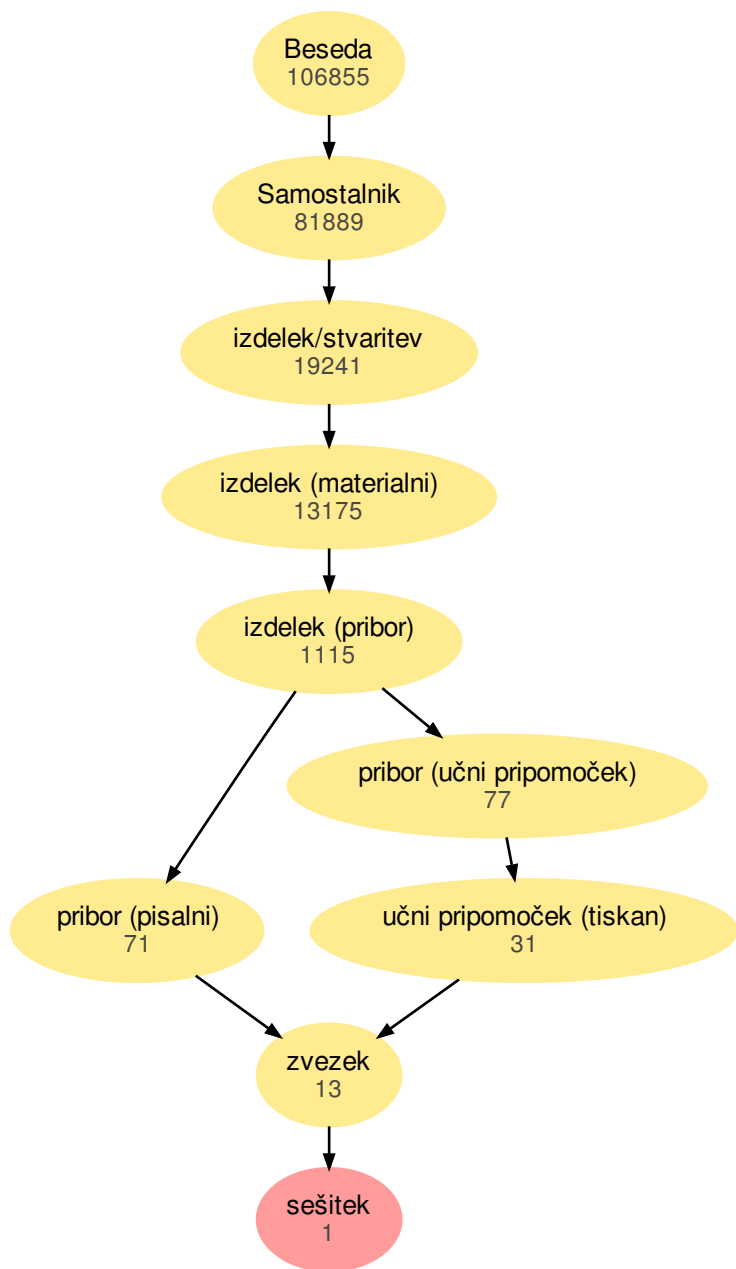 Beseda
106855
Samostalnik
81889
izdelek/stvaritev
19241
izdelek (materialni)
13175
izdelek (pribor)
1115
pribor (učni pripomoček)
77
pribor (pisalni)
71
učni pripomoček (tiskan)
31
zvezek
13
sešitek
1